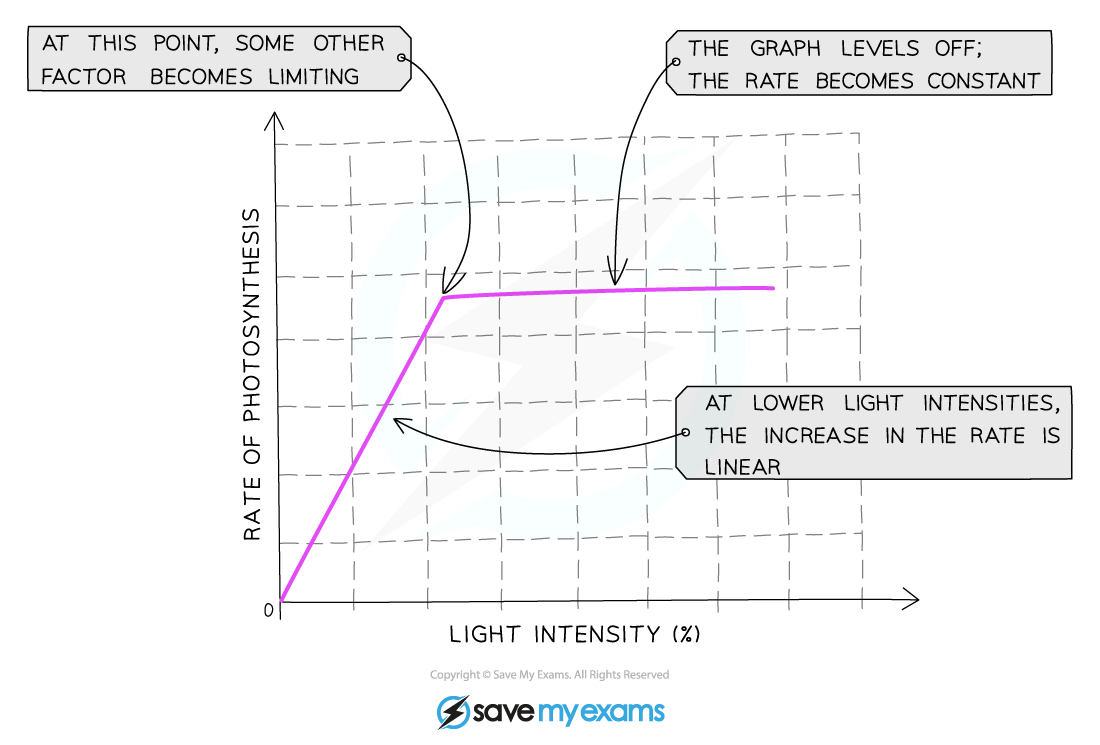 AT THIS POINT, SOME OTHER
FACTOR BECOMES LIMITING
THE GRAPH LEVELS OFF;
THE RATE BECOMES CONSTANT
RATE OF PHOTOSYNTHESIS
AT LOWER LIGHT INTENSITIES,
THE INCREASE IN THE RATE IS
LINEAR
0
LIGHT INTENSITY (%)
Copyright © Save My Exams. All Rights Reserved
save my exams